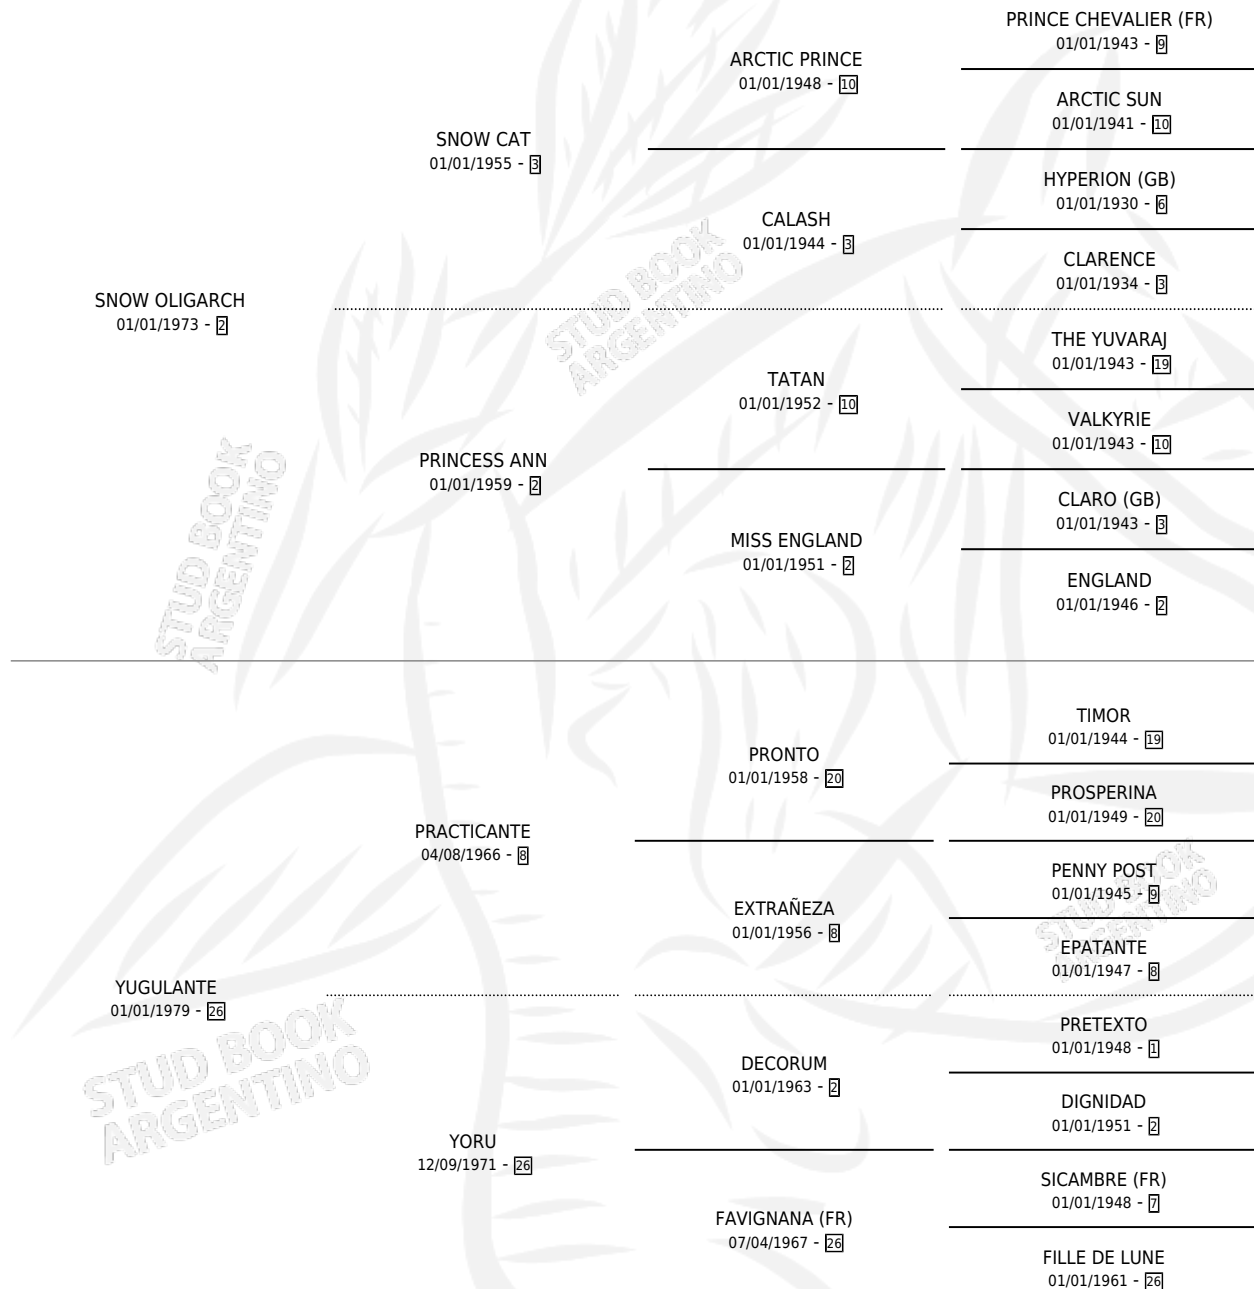 PRINCE CHEVALIER (FR)
01/01/1943 - 9
ARCTIC PRINCE
01/01/1948 - 10
ARCTIC SUN
01/01/1941 - 10
SNOW CAT
01/01/1955 - 3
HYPERION (GB)
01/01/1930 - 6
CALASH
01/01/1944 - 3
CLARENCE
01/01/1934 - 3
SNOW OLIGARCH
01/01/1973 - 2
THE YUVARAJ
01/01/1943 - 19
TATAN
01/01/1952 - 10
VALKYRIE
01/01/1943 - 10
PRINCESS ANN
01/01/1959 - 2
CLARO (GB)
01/01/1943 - 3
MISS ENGLAND
01/01/1951 - 2
ENGLAND
01/01/1946 - 2
TIMOR
01/01/1944 - 19
PRONTO
01/01/1958 - 20
PROSPERINA
01/01/1949 - 20
PRACTICANTE
04/08/1966 - 8
PENNY POST
01/01/1945 - 9
EXTRAÑEZA
01/01/1956 - 8
EPATANTE
01/01/1947 - 8
YUGULANTE
01/01/1979 - 26
PRETEXTO
01/01/1948 - 1
DECORUM
01/01/1963 - 2
DIGNIDAD
01/01/1951 - 2
YORU
12/09/1971 - 26
SICAMBRE (FR)
01/01/1948 - 7
FAVIGNANA (FR)
07/04/1967 - 26
FILLE DE LUNE
01/01/1961 - 26
STUD BOOK
ARGENTINO
STUD BOOK
ARGENTINO
STUD BOOK
ARGENTINO
STUD BOOK
ARGENTINO